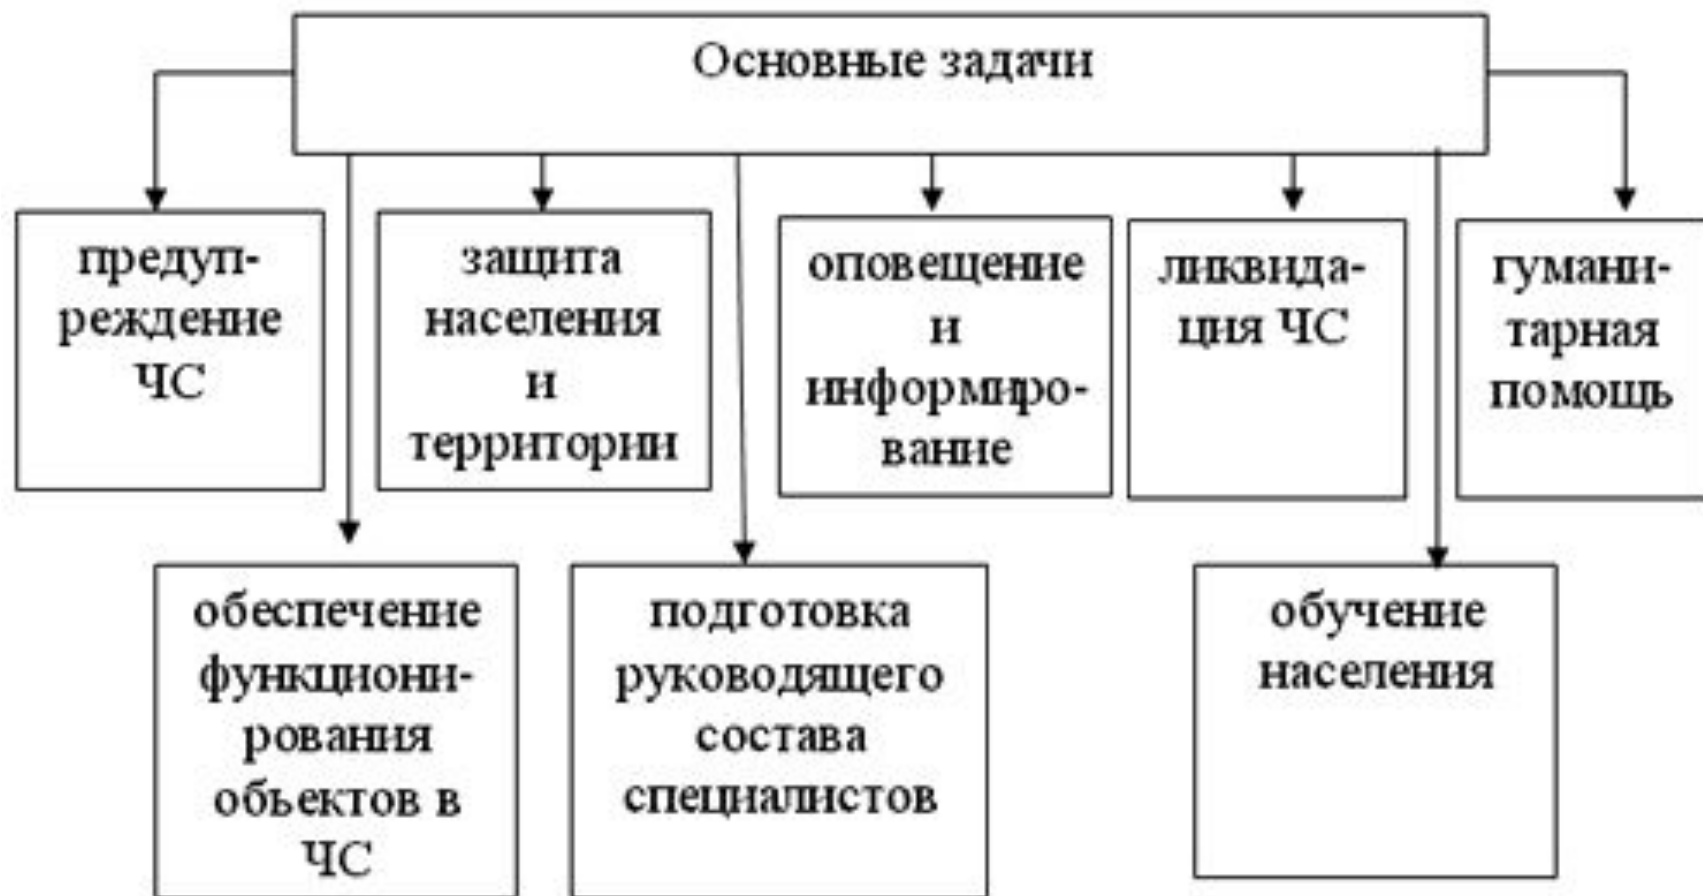 Основные задачи
предуп-
реждение
ЧС
защита
населения
и
территории
оповещение
и
информиро-
вание
ликвида-
ция ЧС
гумани-
тарная
помощь
обеспечение
функциони-
рования
объектов в
ЧС
подготовка
руководящего
состава
специалистов
обучение
населения